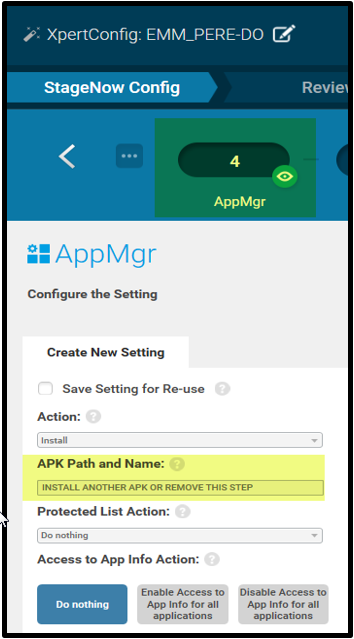 XpertConfig: EMM_PERE-DO
StageNow Config
Review
4
AppMgr
AppMgr
Configure the Setting
Create New Setting
Save Setting for Re-use ?
Action: ?
Install
APK Path and Name: ?
INSTALL ANOTHER APK OR REMOVE THIS STEP
Protected List Action: ?
Do nothing
Access to App Info Action: ?
Do nothing
Enable Access to
App Info for all
applications
Disable Access to
App Info for all
applications